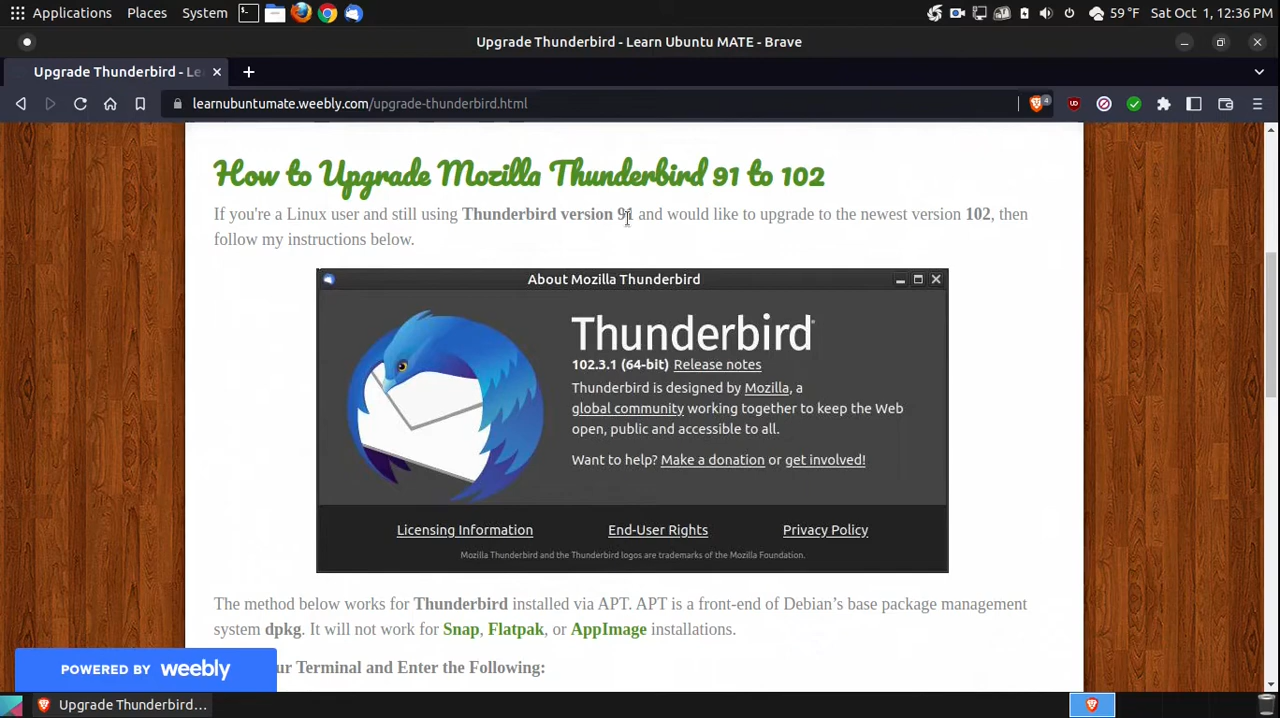 Applications Places System 59 °F Sat Oct 1, 12:36 PM
Upgrade Thunderbird - Learn Ubuntu MATE - Brave
Upgrade Thunderbird - Le
learnubuntumate.weebly.com/upgrade-thunderbird.html 4
How to Upgrade Mozilla Thunderbird 91 to 102
If you're a Linux user and still using Thunderbird version 91 and would like to upgrade to the newest version 102, then
follow my instructions below.
About Mozilla Thunderbird
Thunderbird
102.3.1 (64-bit) Release notes
Thunderbird is designed by Mozilla, a
global community working together to keep the Web
open, public and accessible to all.
Want to help? Make a donation or get involved!
Licensing Information End-User Rights Privacy Policy
Mozilla Thunderbird and the Thunderbird logos are trademarks of the Mozilla Foundation.
The method below works for Thunderbird installed via APT. APT is a front-end of Debian’s base package management
system dpkg. It will not work for Snap, Flatpak, or AppImage installations.
POWERED BY weebly
ur Terminal and Enter the Following:
Upgrade Thunderbird...